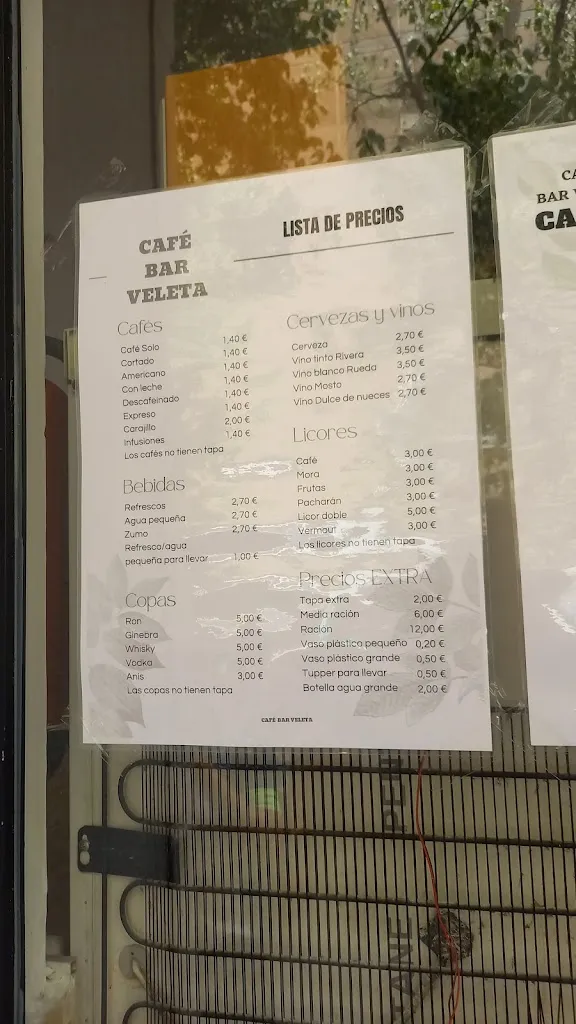 CAFÉ
BAR
VELETA
LISTA DE PRECIOS
Cafés
Café Solo 1,40 €
Cortado 1,40 €
Americano 1,40 €
Con leche 1,40 €
Descafeinado 1,40 €
Expreso 1,40 €
Carajillo 2,00 €
Infusiones 1,40 €
Los cafés no tienen tapa
Bebidas
Refrescos 2,70 €
Agua pequeña 2,70 €
Zumo 2,70 €
Refresco/agua
pequeña para llevar 1,00 €
Copas
Ron 5,00 €
Ginebra 5,00 €
Whisky 5,00 €
Vodka 5,00 €
Anis 3,00 €
Las copas no tienen tapa
Cervezas y vinos
Cerveza 2,70 €
Vino tinto Rivera 3,50 €
Vino blanco Rueda 3,50 €
Vino Mosto 2,70 €
Vino Dulce de nueces 2,70 €
Licores
Café 3,00 €
Mora 3,00 €
Frutas 3,00 €
Pacharán 3,00 €
Licor doble 5,00 €
Vermaut 3,00 €
Los licores no tienen tapa
Precios EXTRA
Tapa extra 2,00 €
Media ración 6,00 €
Ración 12,00 €
Vaso plástico pequeño 0,20 €
Vaso plástico grande 0,50 €
Tupper para llevar 0,50 €
Botella agua grande 2,00 €
CAFÉ BAR VELETA
CA
BAR
CA